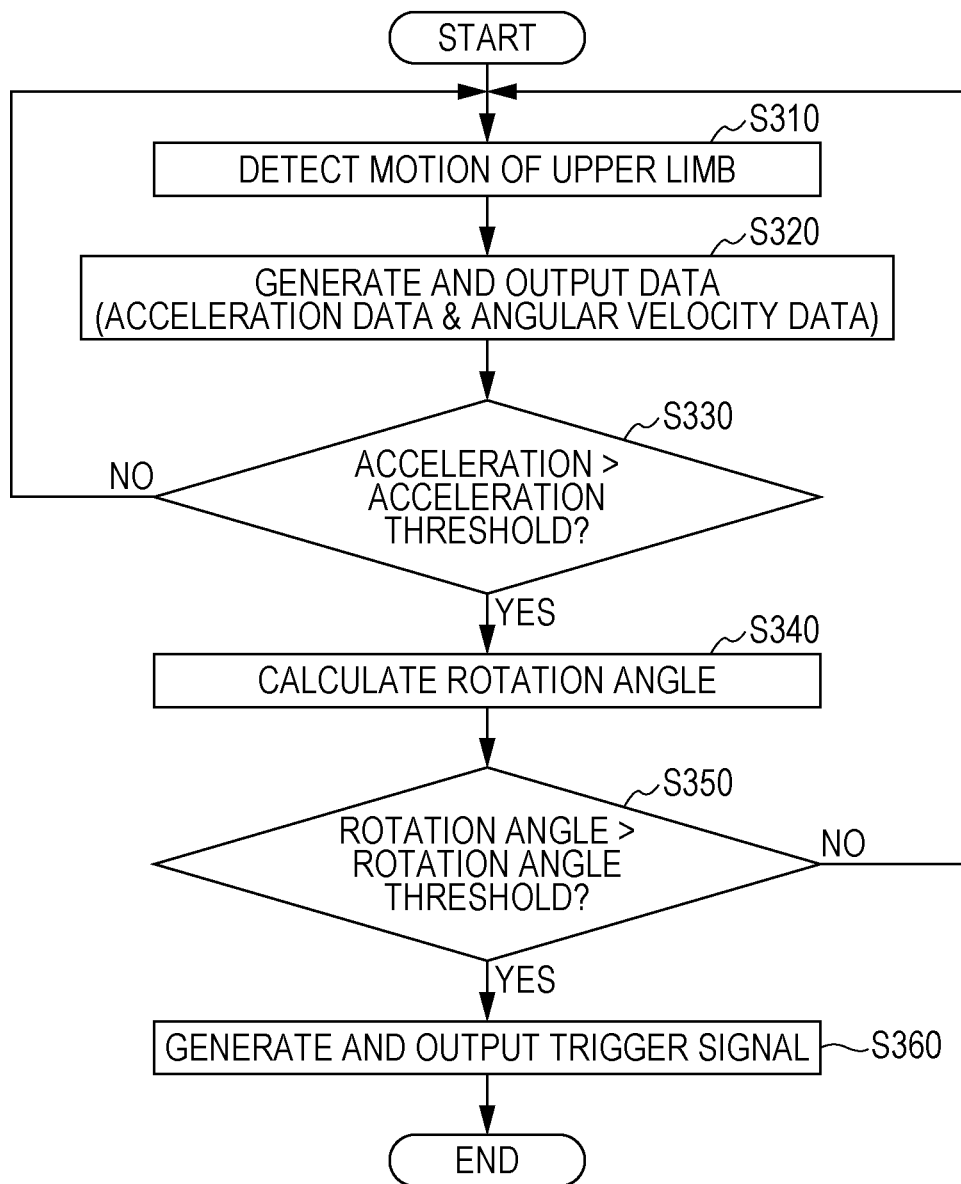 START
S310
DETECT MOTION OF UPPER LIMB
S320
GENERATE AND OUTPUT DATA
(ACCELERATION DATA & ANGULAR VELOCITY DATA)
S330
NO
ACCELERATION >
ACCELERATION
THRESHOLD?
YES
S340
CALCULATE ROTATION ANGLE
S350
ROTATION ANGLE >
ROTATION ANGLE
THRESHOLD?
NO
YES
GENERATE AND OUTPUT TRIGGER SIGNAL
S360
END